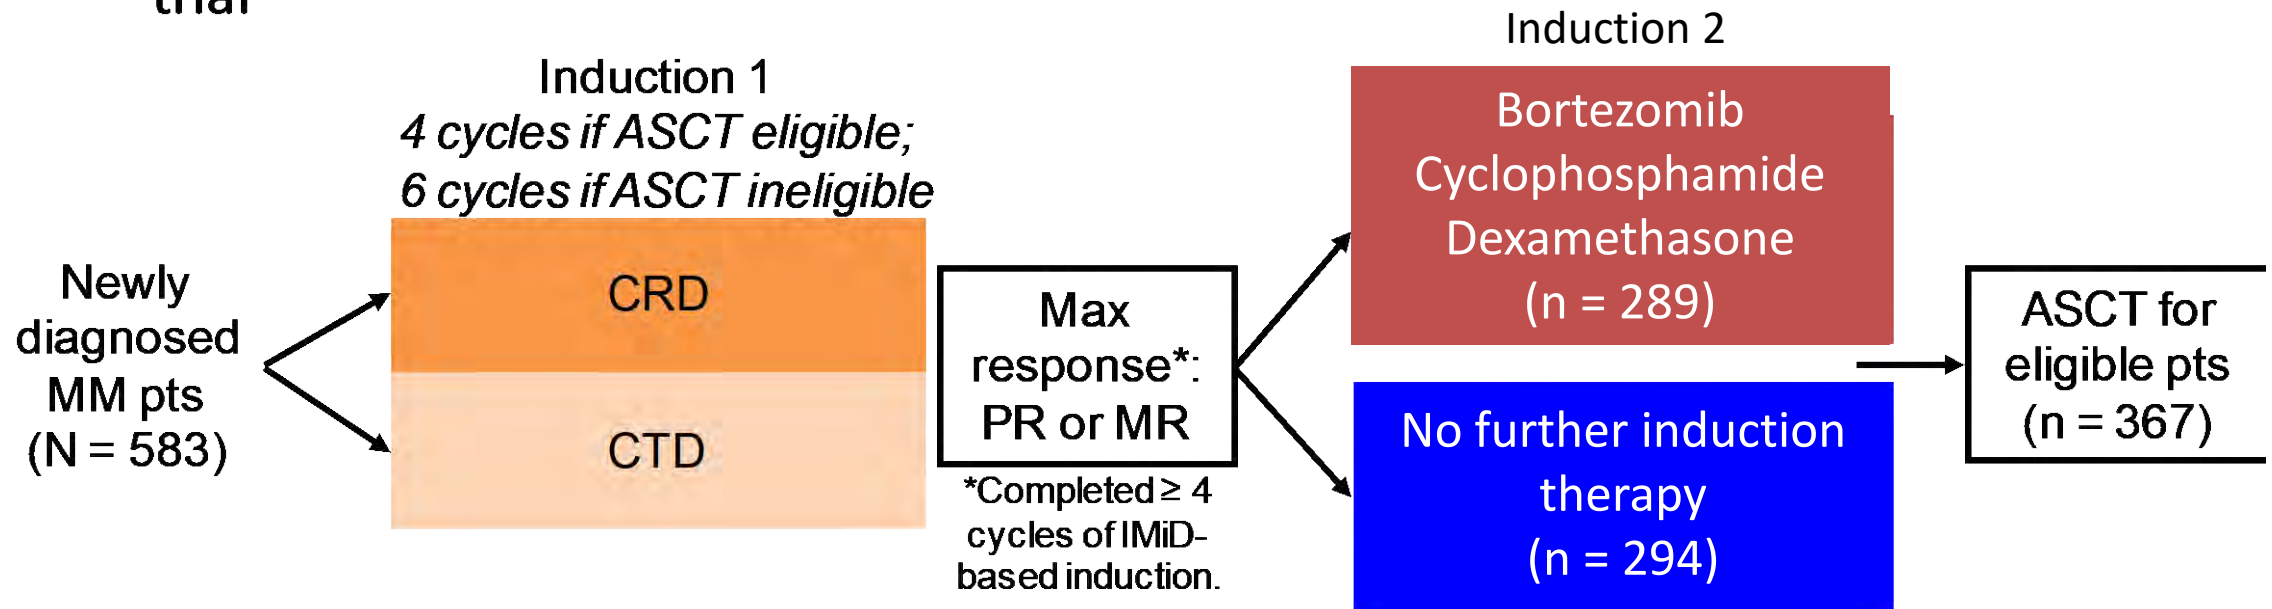 trial
Induction 1
4 cycles if ASCT eligible;
6 cycles if ASCT ineligible
Newly
diagnosed
MM pts
(N = 583)
CRD
CTD
Max
response*:
PR or MR
*Completed ≥ 4
cycles of IMiD-
based induction.
Induction 2
Bortezomib
Cyclophosphamide
Dexamethasone
(n = 289)
No further induction
therapy
(n = 294)
ASCT for
eligible pts
(n = 367)